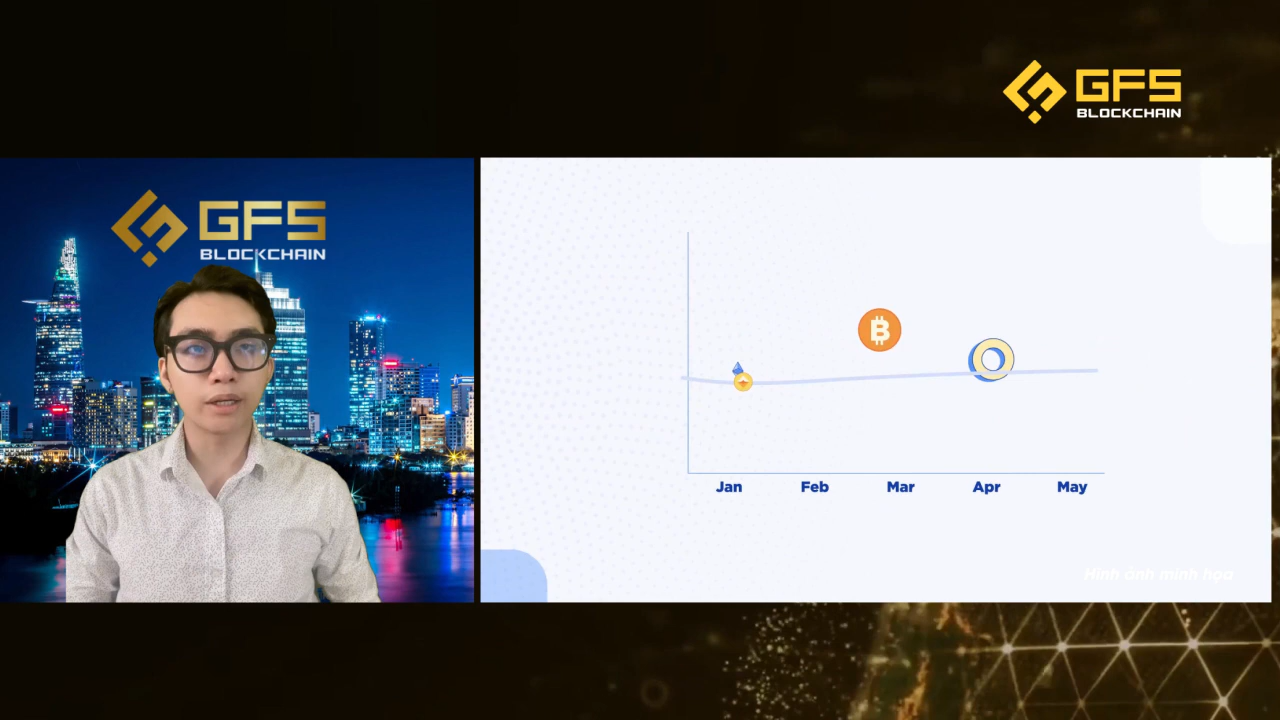 GFS
BLOCKCHAIN
GFS
BLOCKCHAIN
Jan Feb Mar Apr May
Hình ảnh minh họa